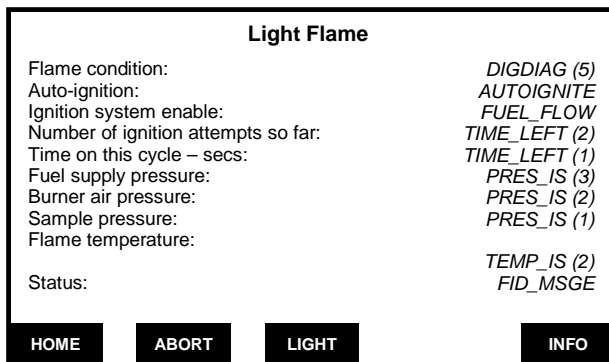 Light Flame
Flame condition: DIGDIAG (5)
Auto-ignition: AUTOIGNITE
Ignition system enable: FUEL_FLOW
Number of ignition attempts so far: TIME_LEFT (2)
Time on this cycle – secs: TIME_LEFT (1)
Fuel supply pressure: PRES_IS (3)
Burner air pressure: PRES_IS (2)
Sample pressure: PRES_IS (1)
Flame temperature:
TEMP_IS (2)
Status: FID_MSGE
HOME ABORT LIGHT INFO